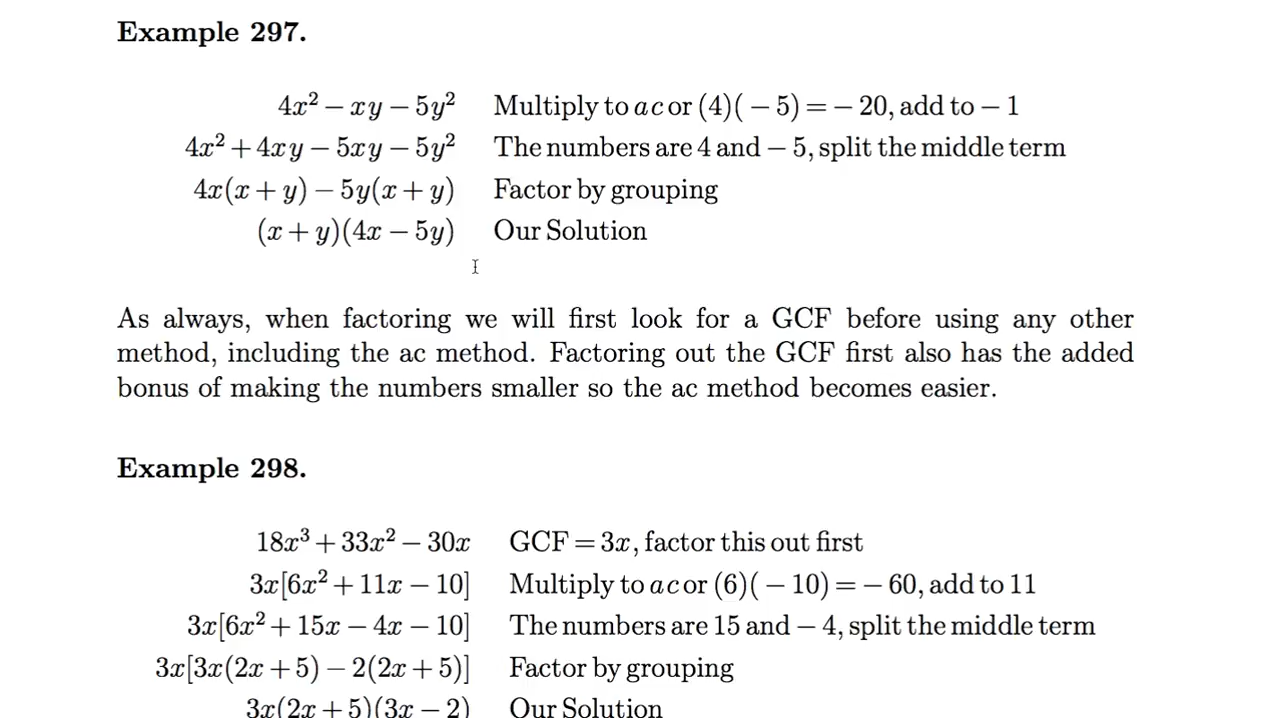 Example 297.
4x² − xy − 5y² Multiply to ac or (4)( − 5) = − 20, add to − 1
4x² + 4xy − 5xy − 5y² The numbers are 4 and − 5, split the middle term
4x(x + y) − 5y(x + y) Factor by grouping
(x + y)(4x − 5y) Our Solution
As always, when factoring we will first look for a GCF before using any other
method, including the ac method. Factoring out the GCF first also has the added
bonus of making the numbers smaller so the ac method becomes easier.
Example 298.
18x³ + 33x² − 30x GCF = 3x, factor this out first
3x[6x² + 11x − 10] Multiply to ac or (6)( − 10) = − 60, add to 11
3x[6x² + 15x − 4x − 10] The numbers are 15 and − 4, split the middle term
3x[3x(2x + 5) − 2(2x + 5)] Factor by grouping
3x(2x + 5)(3x − 2) Our Solution